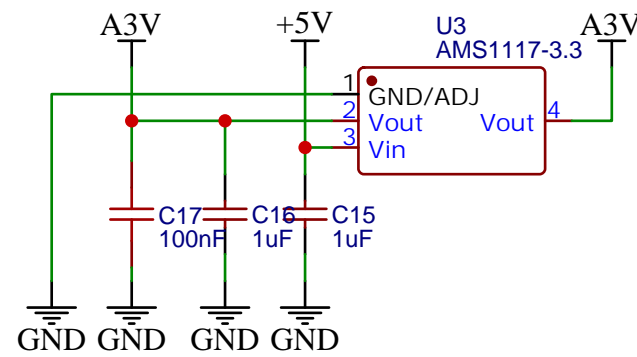 A3V
+5V
U3
A3V
AMS1117-3.3
1
GND/ADJ
2
Vout
Vout
4
3
Vin
C17
C16
C15
100nF
1uF
1uF
GND
GND
GND
GND